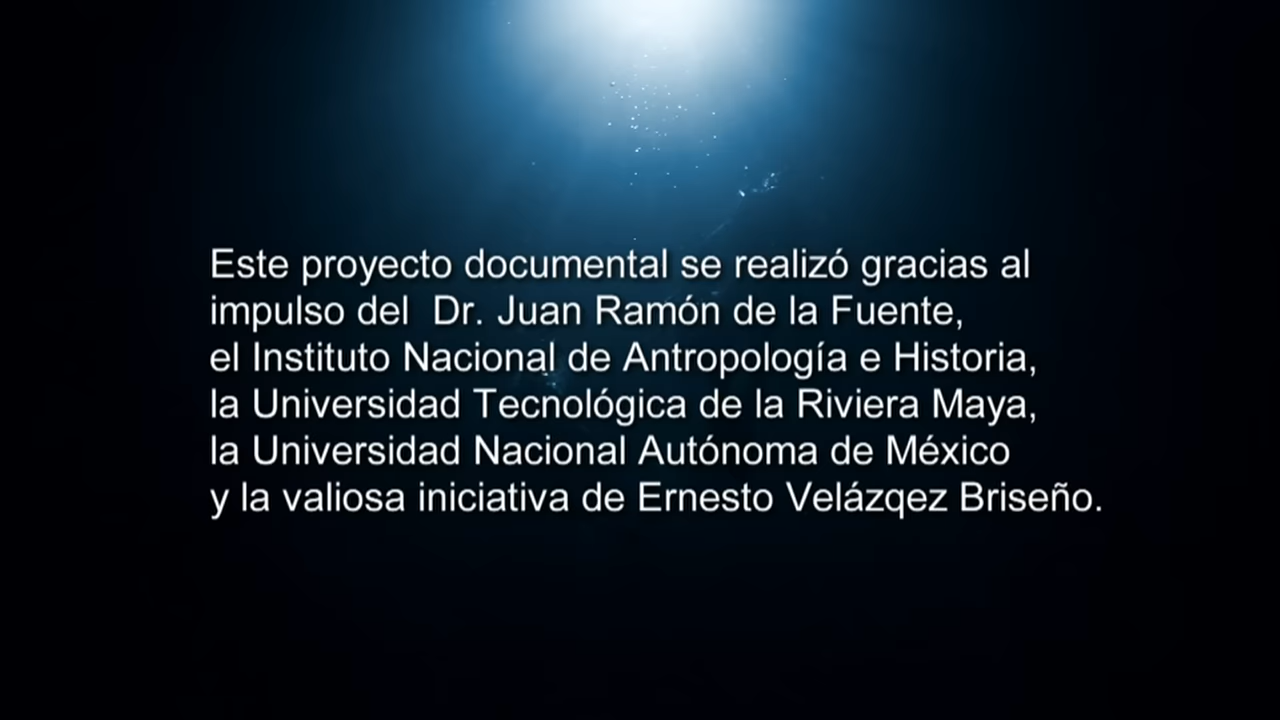 Este proyecto documental se realizó gracias al
impulso del  Dr. Juan Ramón de la Fuente,
el Instituto Nacional de Antropología e Historia,
la Universidad Tecnológica de la Riviera Maya,
la Universidad Nacional Autónoma de México
y la valiosa iniciativa de Ernesto Velázqez Briseño.